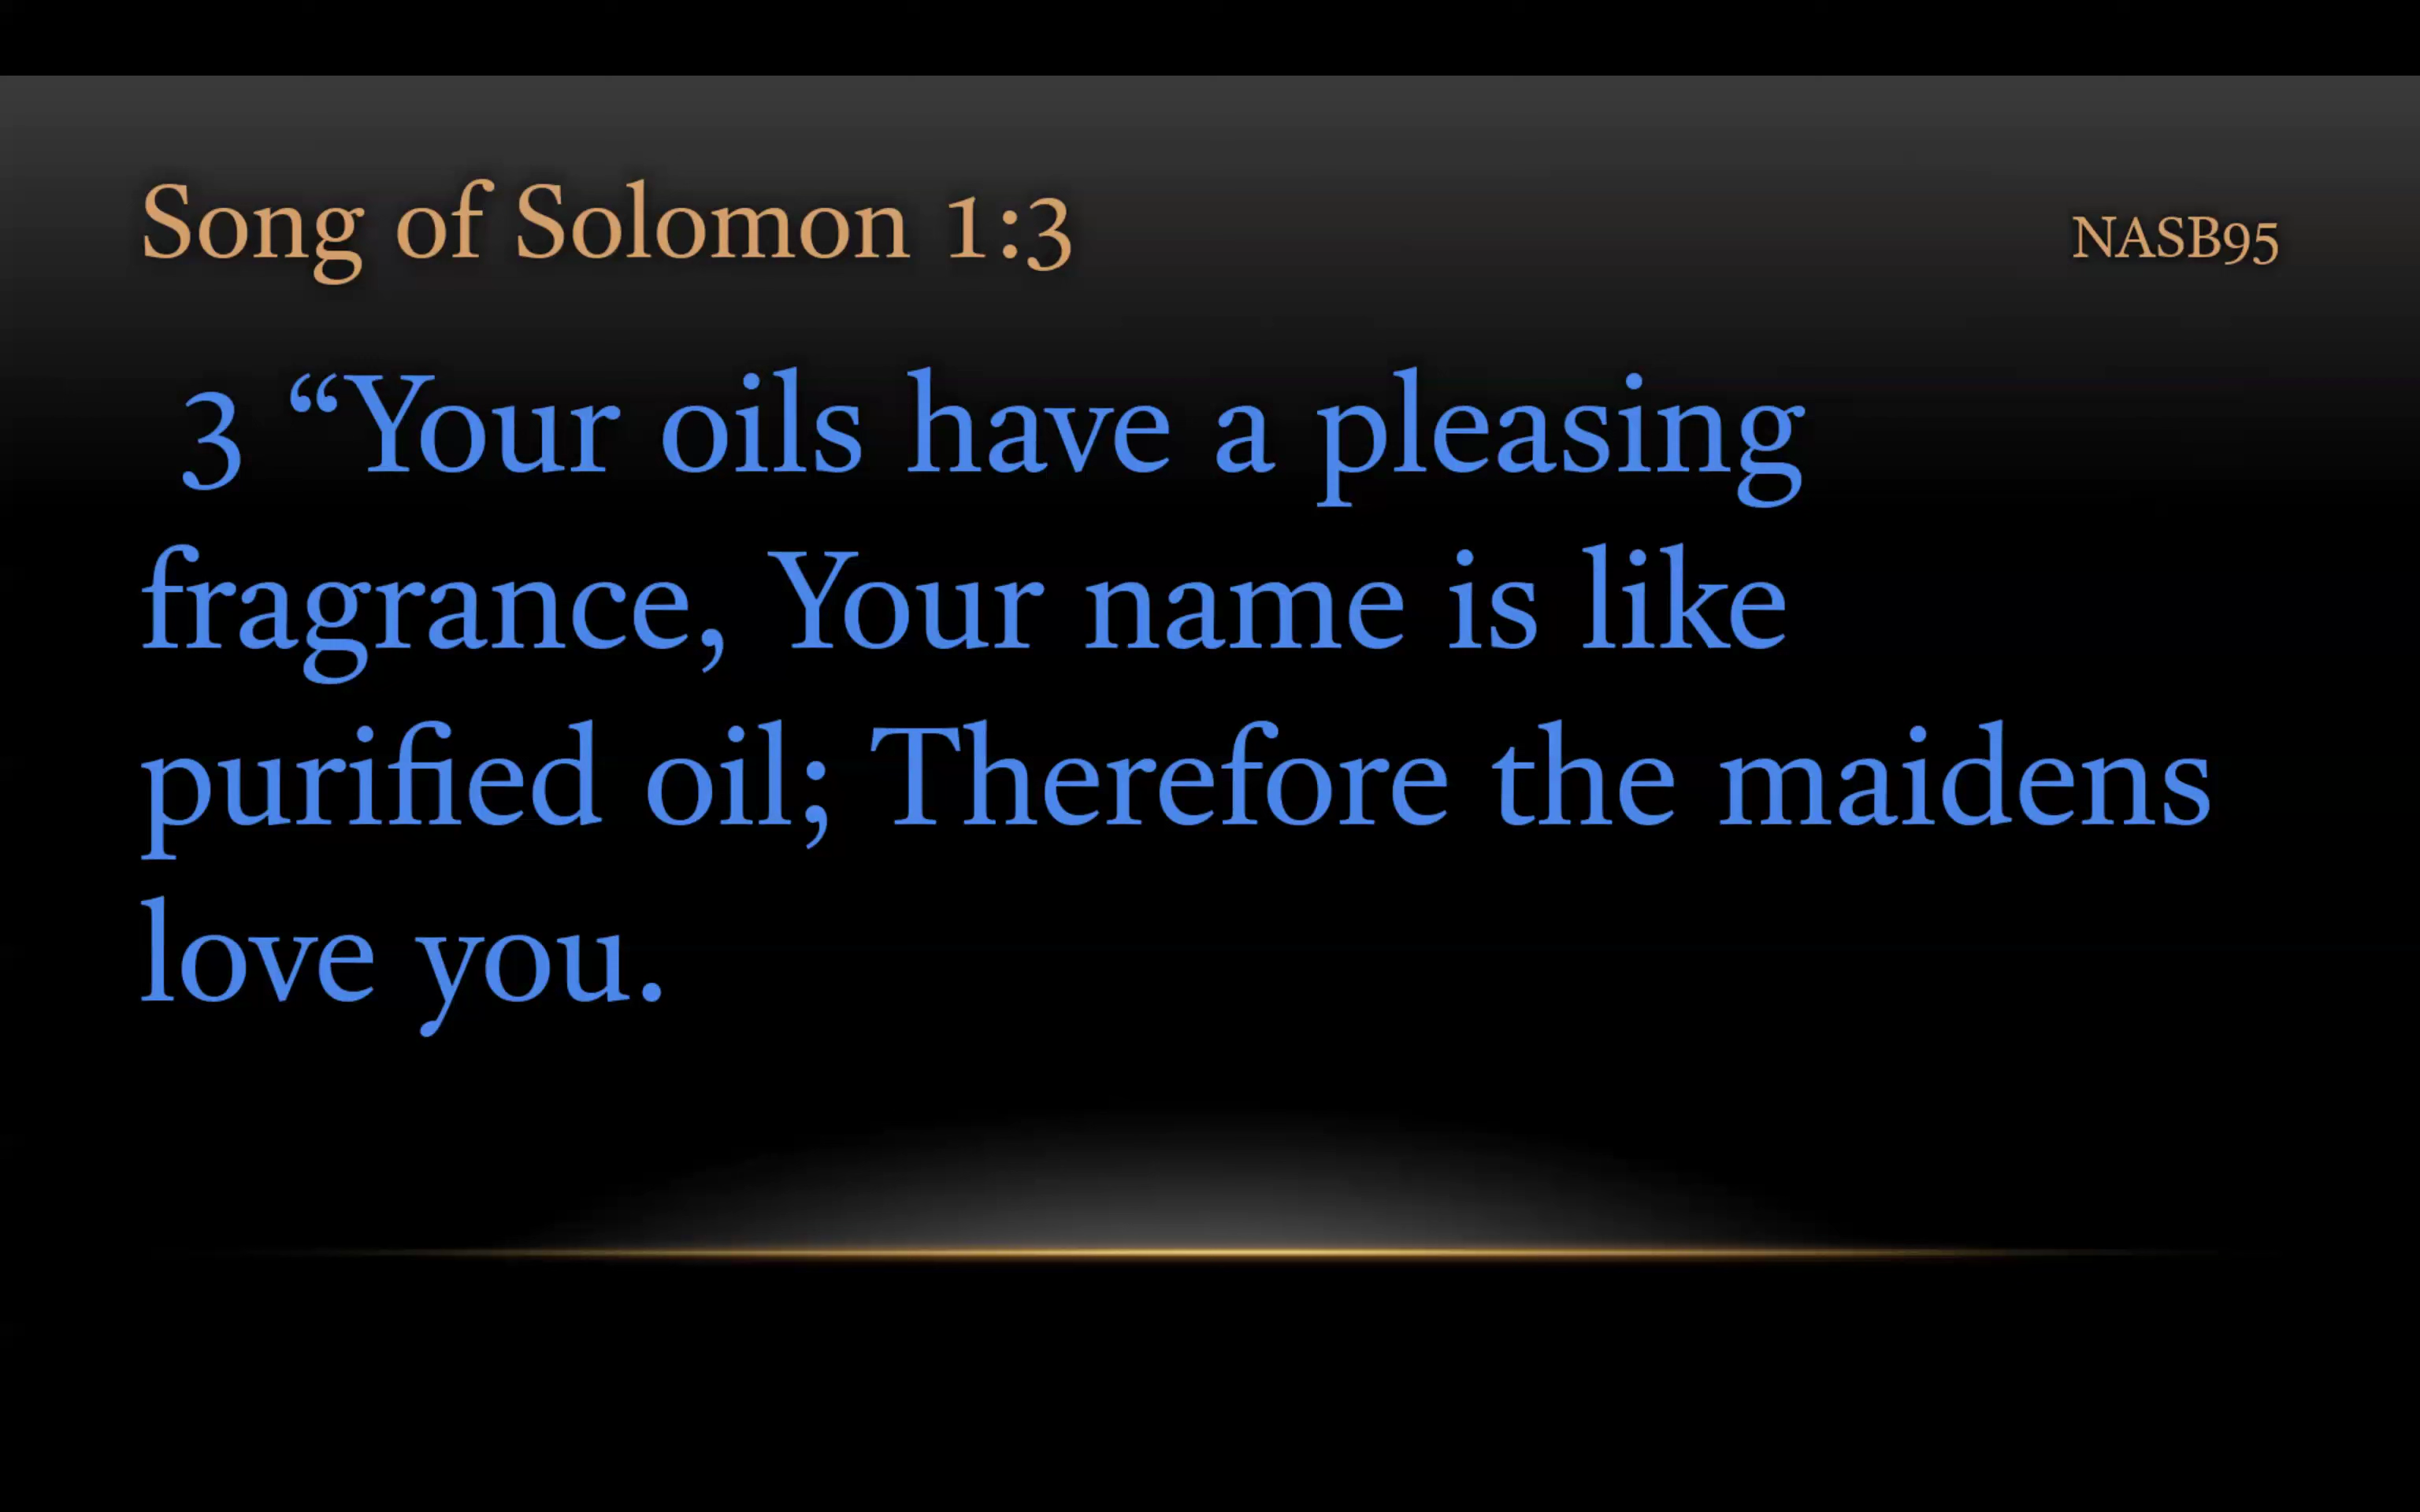 Song of Solomon 1:3
NASB95
3 “Your oils have a pleasing
fragrance, Your name is like
purified oil; Therefore the maidens
love you.